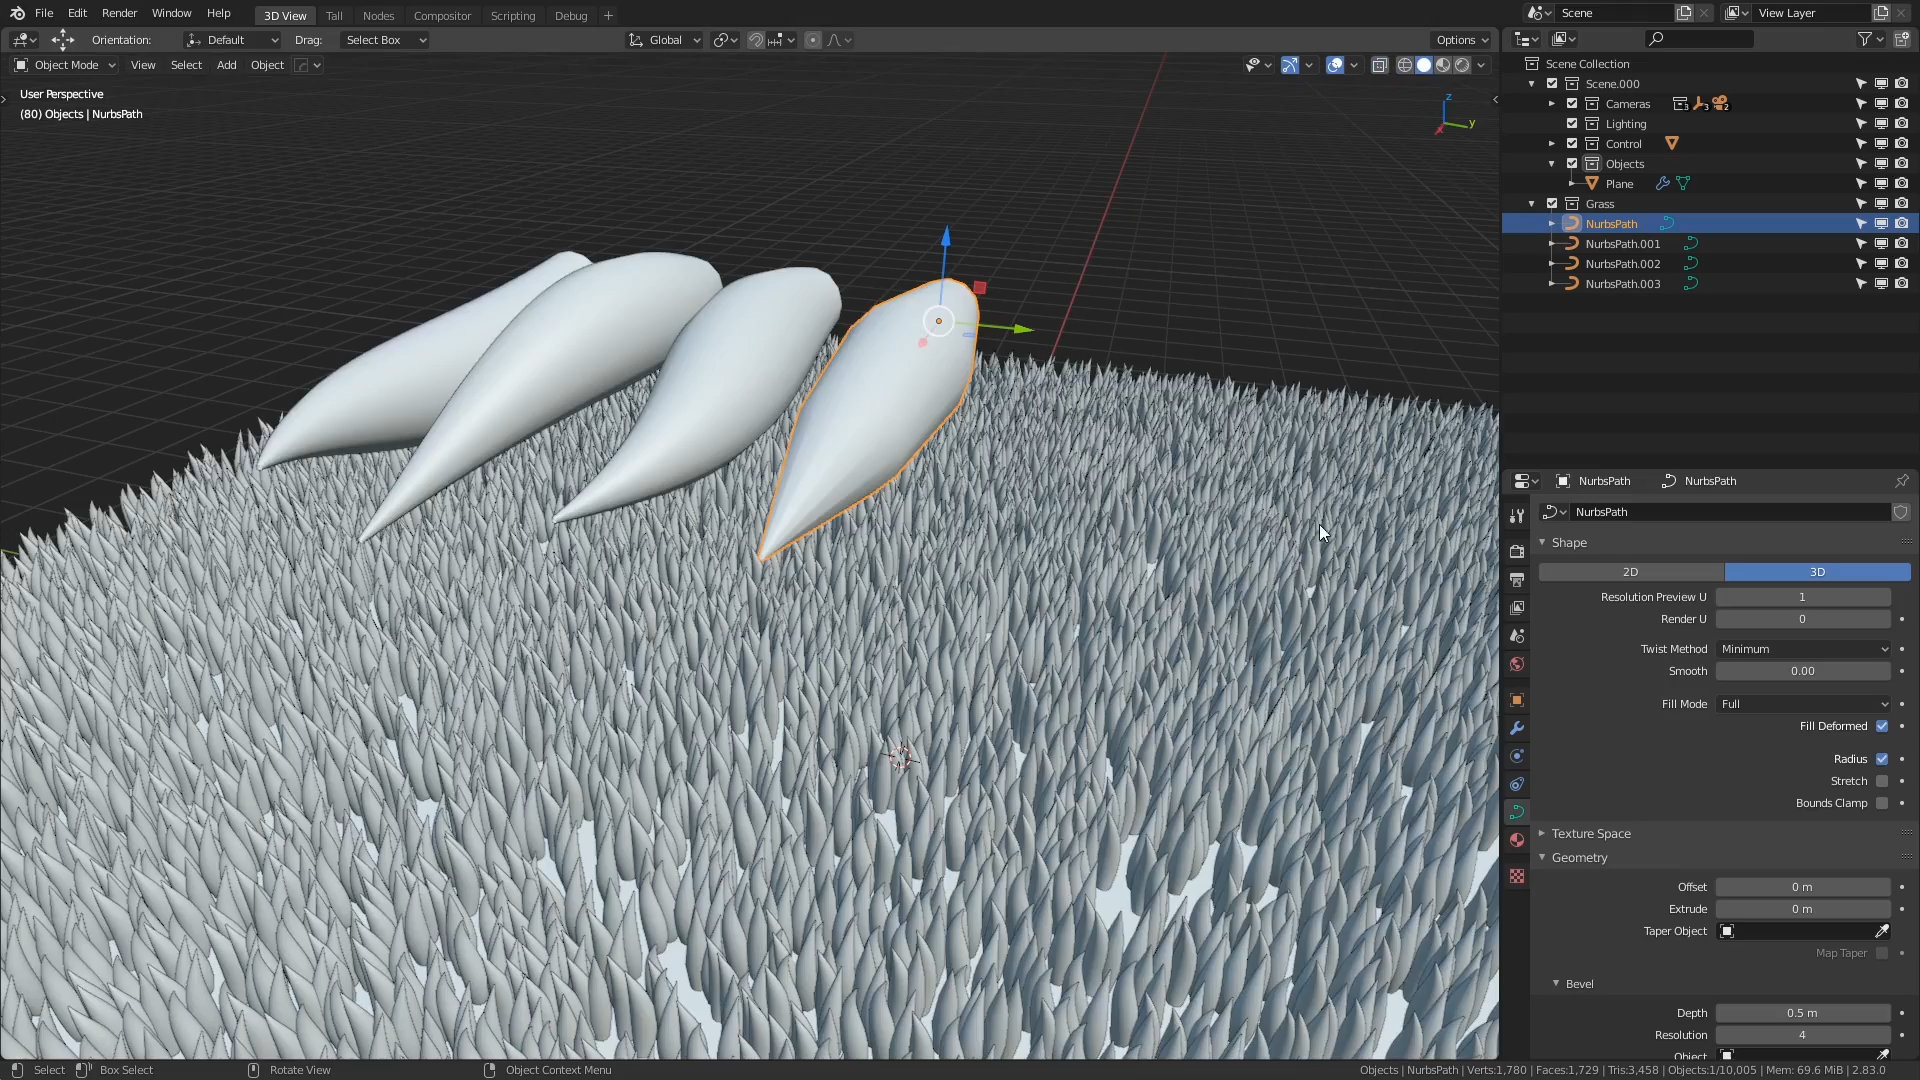 File Edit Render Window Help 3D View Tall Nodes Compositor Scripting Debug + Scene View Layer
Orientation: Default Drag: Select Box Global Options
Object Mode View Select Add Object
User Perspective
(80) Objects | NurbsPath
z
y
x
Scene Collection
Scene.000
Cameras 3 3 2
Lighting
Control
Objects
Plane
Grass
NurbsPath
NurbsPath.001
NurbsPath.002
NurbsPath.003
NurbsPath NurbsPath
NurbsPath
Shape
2D 3D
Resolution Preview U 1
Render U 0
Twist Method Minimum
Smooth 0.00
Fill Mode Full
Fill Deformed
Radius
Stretch
Bounds Clamp
Texture Space
Geometry
Offset 0 m
Extrude 0 m
Taper Object
Map Taper
Bevel
Depth 0.5 m
Resolution 4
Object
Select Box Select Rotate View Object Context Menu Objects | NurbsPath | Verts:1,780 | Faces:1,729 | Tris:3,458 | Objects:1/10,005 | Mem: 69.6 MiB | 2.83.0